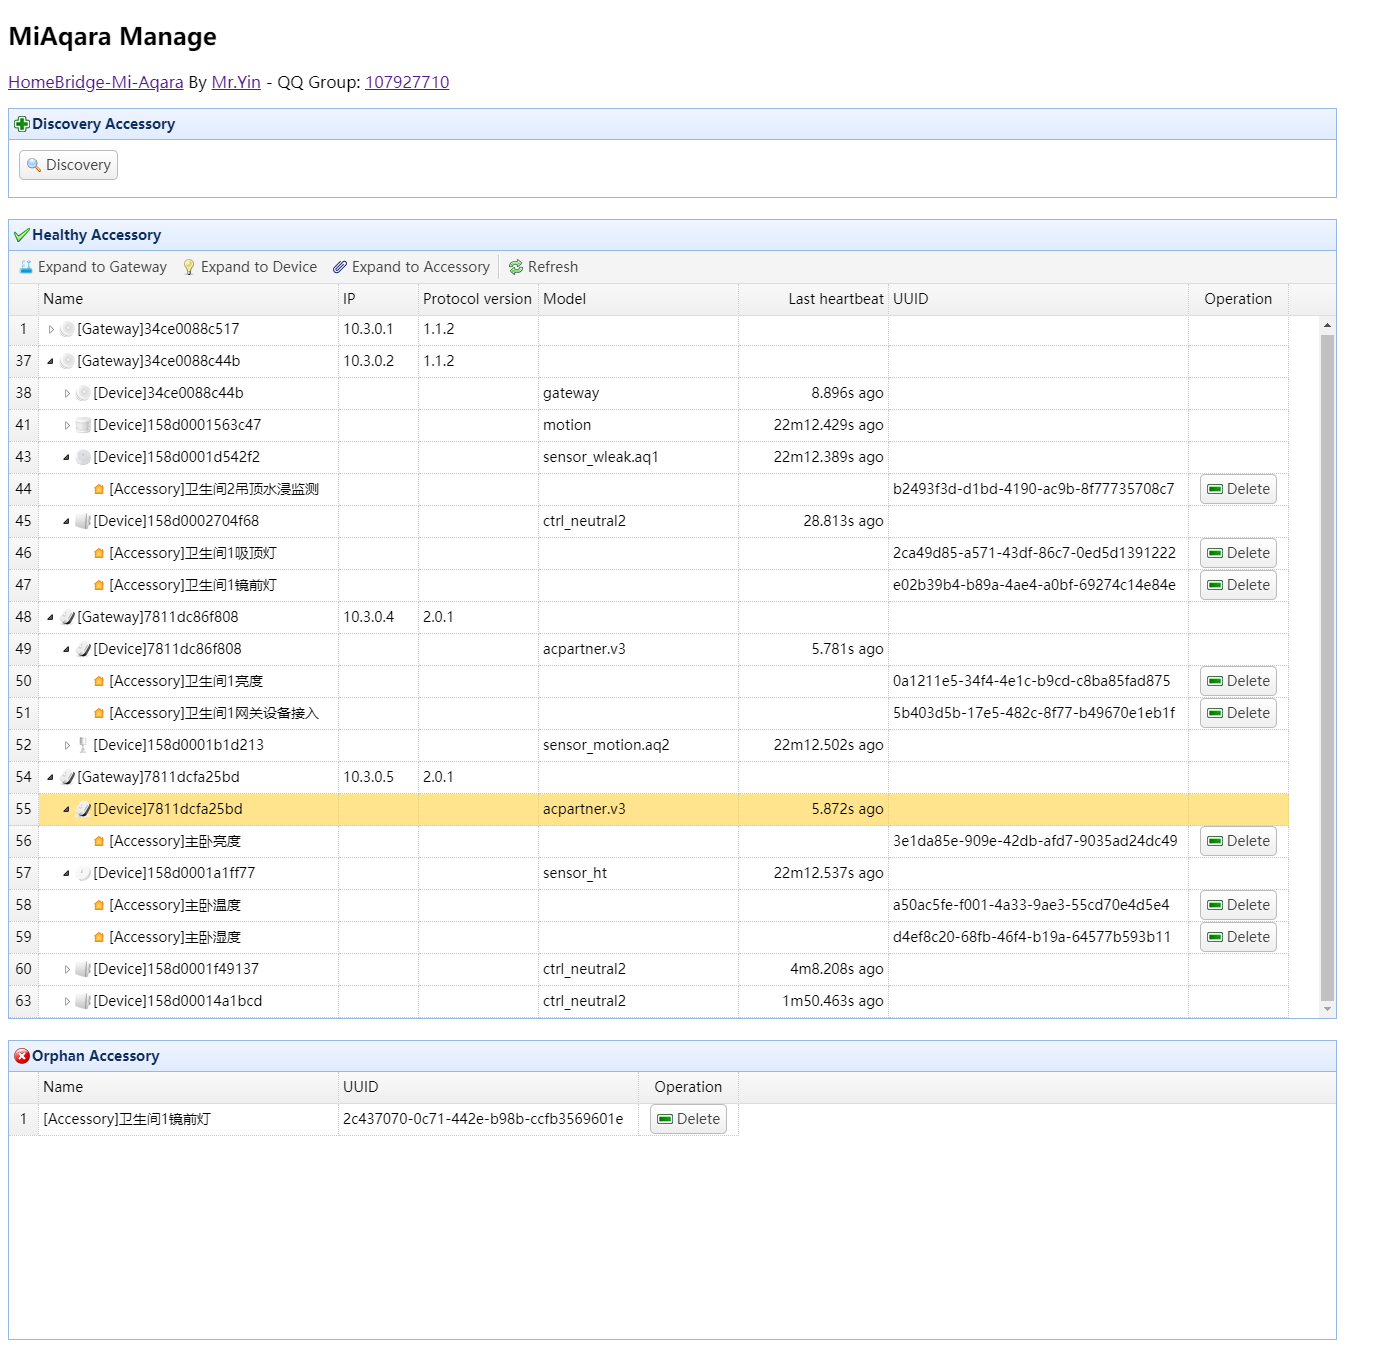 MiAqara Manage
HomeBridge-Mi-Aqara By Mr.Yin - QQ Group: 107927710
Discovery Accessory
Discovery
Healthy Accessory
Expand to Gateway Expand to Device Expand to Accessory Refresh
Name IP Protocol version Model Last heartbeat UUID Operation
1 [Gateway]34ce0088c517 10.3.0.1 1.1.2
37 [Gateway]34ce0088c44b 10.3.0.2 1.1.2
38 [Device]34ce0088c44b gateway 8.896s ago
41 [Device]158d0001563c47 motion 22m12.429s ago
43 [Device]158d0001d542f2 sensor_wleak.aq1 22m12.389s ago
44 [Accessory]卫生间2吊顶水浸监测 b2493f3d-d1bd-4190-ac9b-8f77735708c7 Delete
45 [Device]158d0002704f68 ctrl_neutral2 28.813s ago
46 [Accessory]卫生间1吸顶灯 2ca49d85-a571-43df-86c7-0ed5d1391222 Delete
47 [Accessory]卫生间1镜前灯 e02b39b4-b89a-4ae4-a0bf-69274c14e84e Delete
48 [Gateway]7811dc86f808 10.3.0.4 2.0.1
49 [Device]7811dc86f808 acpartner.v3 5.781s ago
50 [Accessory]卫生间1亮度 0a1211e5-34f4-4e1c-b9cd-c8ba85fad875 Delete
51 [Accessory]卫生间1网关设备接入 5b403d5b-17e5-482c-8f77-b49670e1eb1f Delete
52 [Device]158d0001b1d213 sensor_motion.aq2 22m12.502s ago
54 [Gateway]7811dcfa25bd 10.3.0.5 2.0.1
55 [Device]7811dcfa25bd acpartner.v3 5.872s ago
56 [Accessory]主卧亮度 3e1da85e-909e-42db-afd7-9035ad24dc49 Delete
57 [Device]158d0001a1ff77 sensor_ht 22m12.537s ago
58 [Accessory]主卧温度 a50ac5fe-f001-4a33-9ae3-55cd70e4d5e4 Delete
59 [Accessory]主卧湿度 d4ef8c20-68fb-46f4-b19a-64577b593b11 Delete
60 [Device]158d0001f49137 ctrl_neutral2 4m8.208s ago
63 [Device]158d00014a1bcd ctrl_neutral2 1m50.463s ago
Orphan Accessory
Name UUID Operation
1 [Accessory]卫生间1镜前灯 2c437070-0c71-442e-b98b-ccfb3569601e Delete